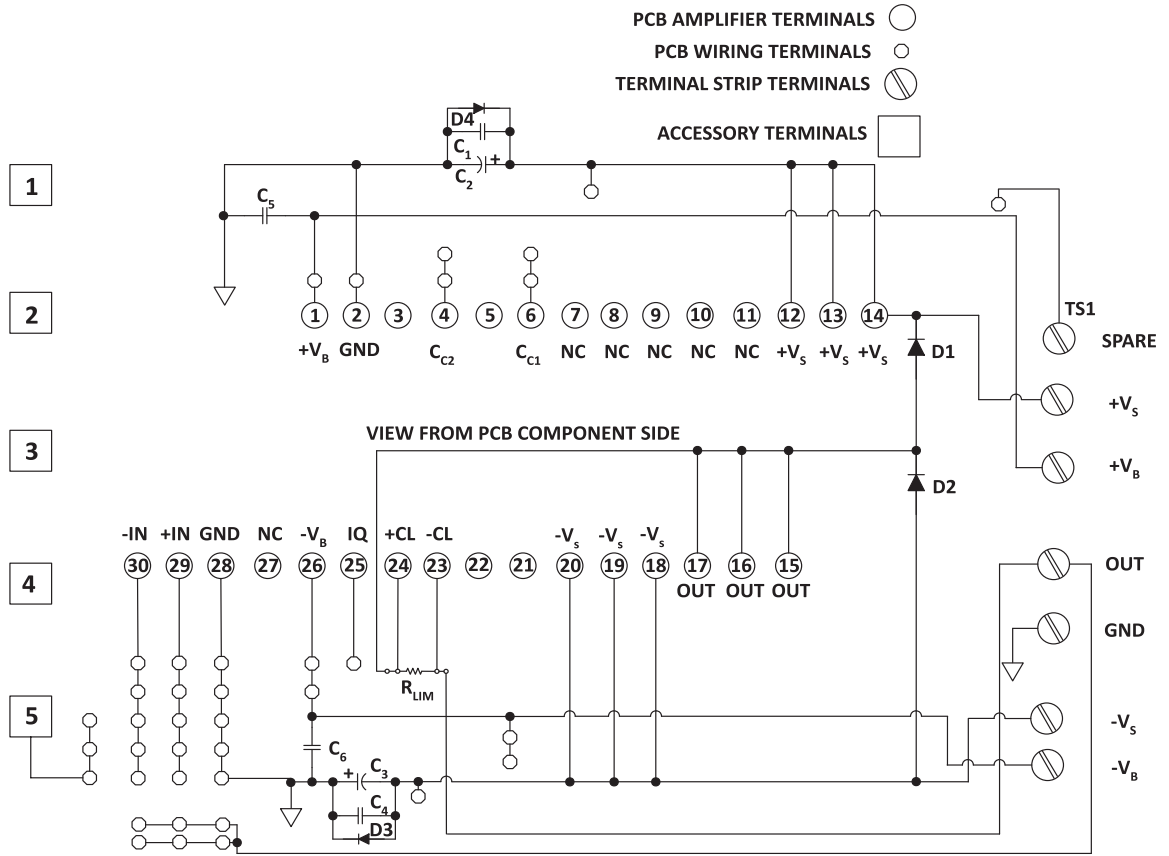 PCB AMPLIFIER TERMINALS
PCB WIRING TERMINALS
TERMINAL STRIP TERMINALS
ACCESSORY TERMINALS
D4
C1
C2 +
1
C5
2
1 2 3 4 5 6 7 8 9 10 11 12 13 14
+VB GND CC2 CC1 NC NC NC NC NC +VS +VS +VS
D1
TS1
SPARE
+VS
3
VIEW FROM PCB COMPONENT SIDE
+VB
D2
-IN +IN GND NC -VB IQ +CL -CL -VS -VS -VS
30 29 28 27 26 25 24 23 22 21 20 19 18 17 16 15
OUT OUT OUT
4
OUT
GND
RLIM
5
-VS
C6
+ C3
-VB
C4
D3